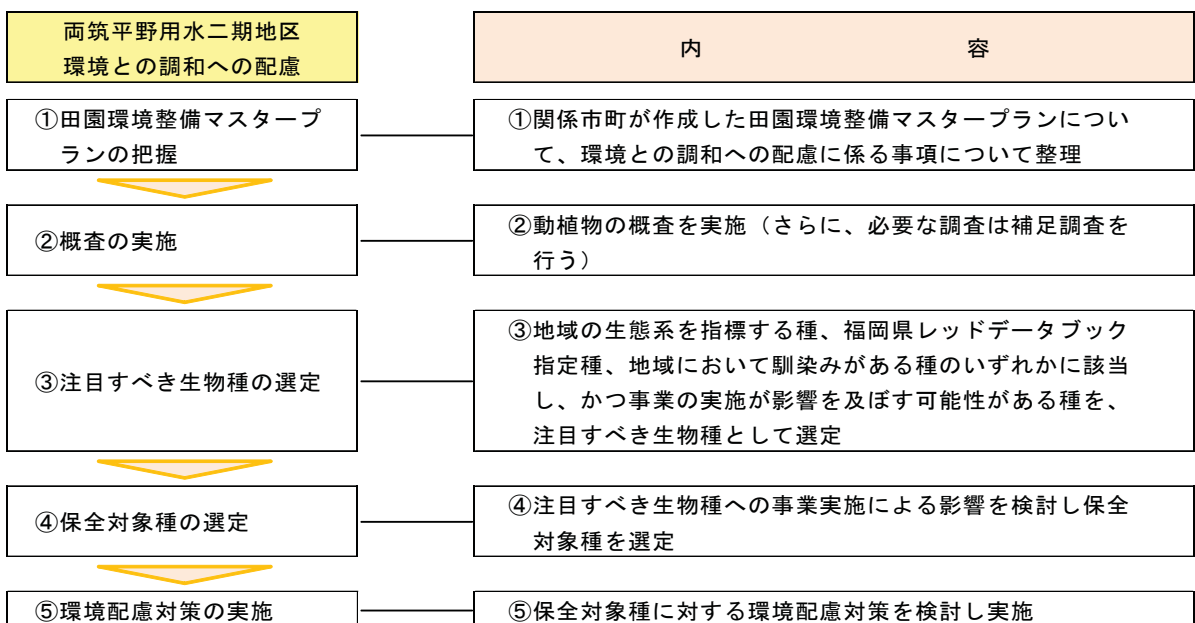 両筑平野用水二期地区
環境との調和への配慮
内　　　　　　容
①田園環境整備マスタープ
ランの把握
①関係市町が作成した田園環境整備マスタープランについ
て、環境との調和への配慮に係る事項について整理
②概査の実施
②動植物の概査を実施（さらに、必要な調査は補足調査を
行う）
③注目すべき生物種の選定
③地域の生態系を指標する種、福岡県レッドデータブック
指定種、地域において馴染みがある種のいずれかに該当
し、かつ事業の実施が影響を及ぼす可能性がある種を、
注目すべき生物種として選定
④保全対象種の選定
④注目すべき生物種への事業実施による影響を検討し保全
対象種を選定
⑤環境配慮対策の実施
⑤保全対象種に対する環境配慮対策を検討し実施